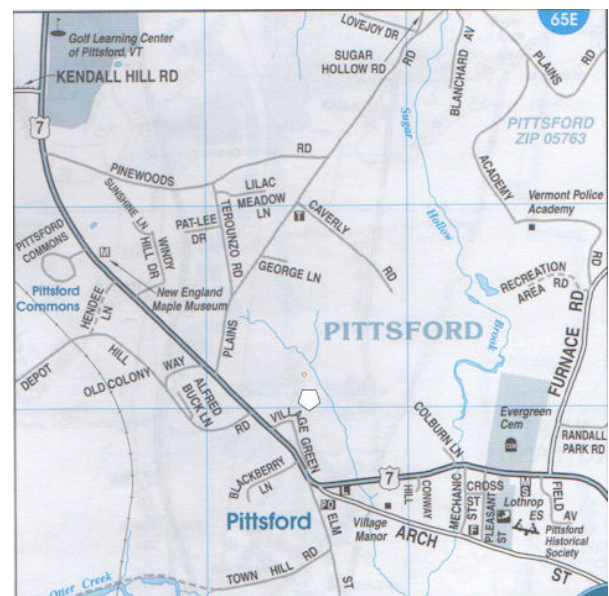 65E
Golf Learning Center
of Pittsford, VT
KENDALL HILL RD
7
LOVEJOY DR
SUGAR
HOLLOW RD
RD
BLANCHARD AV
PLAINS
RD
PITTSFORD
ZIP 05763
Sugar
Hollow
Brook
ACADEMY
RD
Vermont Police
Academy
PINEWOODS
RD
LILAC
MEADOW
LN
T
CAVERLY
RD
SUNSHINE LN
WINDY
HILL DR
PAT-LEE
DR
TEROUNZO RD
GEORGE LN
PITTSFORD
COMMONS
M
Pittsford
Commons
New England
Maple Museum
HENDEE
LN
PLAINS
RECREATION
AREA RD
FURNACE RD
PITTSFORD
DEPOT
HILL
RD
OLD COLONY WAY
ALFRED
BUCK LN
VILLAGE GREEN
COLBURN LN
Evergreen
Cem
RANDALL
PARK RD
BLACKBERRY
LN
7
L
PO
Village
Manor
HILL
CONWAY
MECHANIC
CROSS
ST
ST
PLEASANT
ST
M
S
Lothrop
ES
FIELD
AV
Pittsford
Historical
Society
Pittsford
ELM
ST
ARCH
ST
TOWN HILL RD
Otter Creek